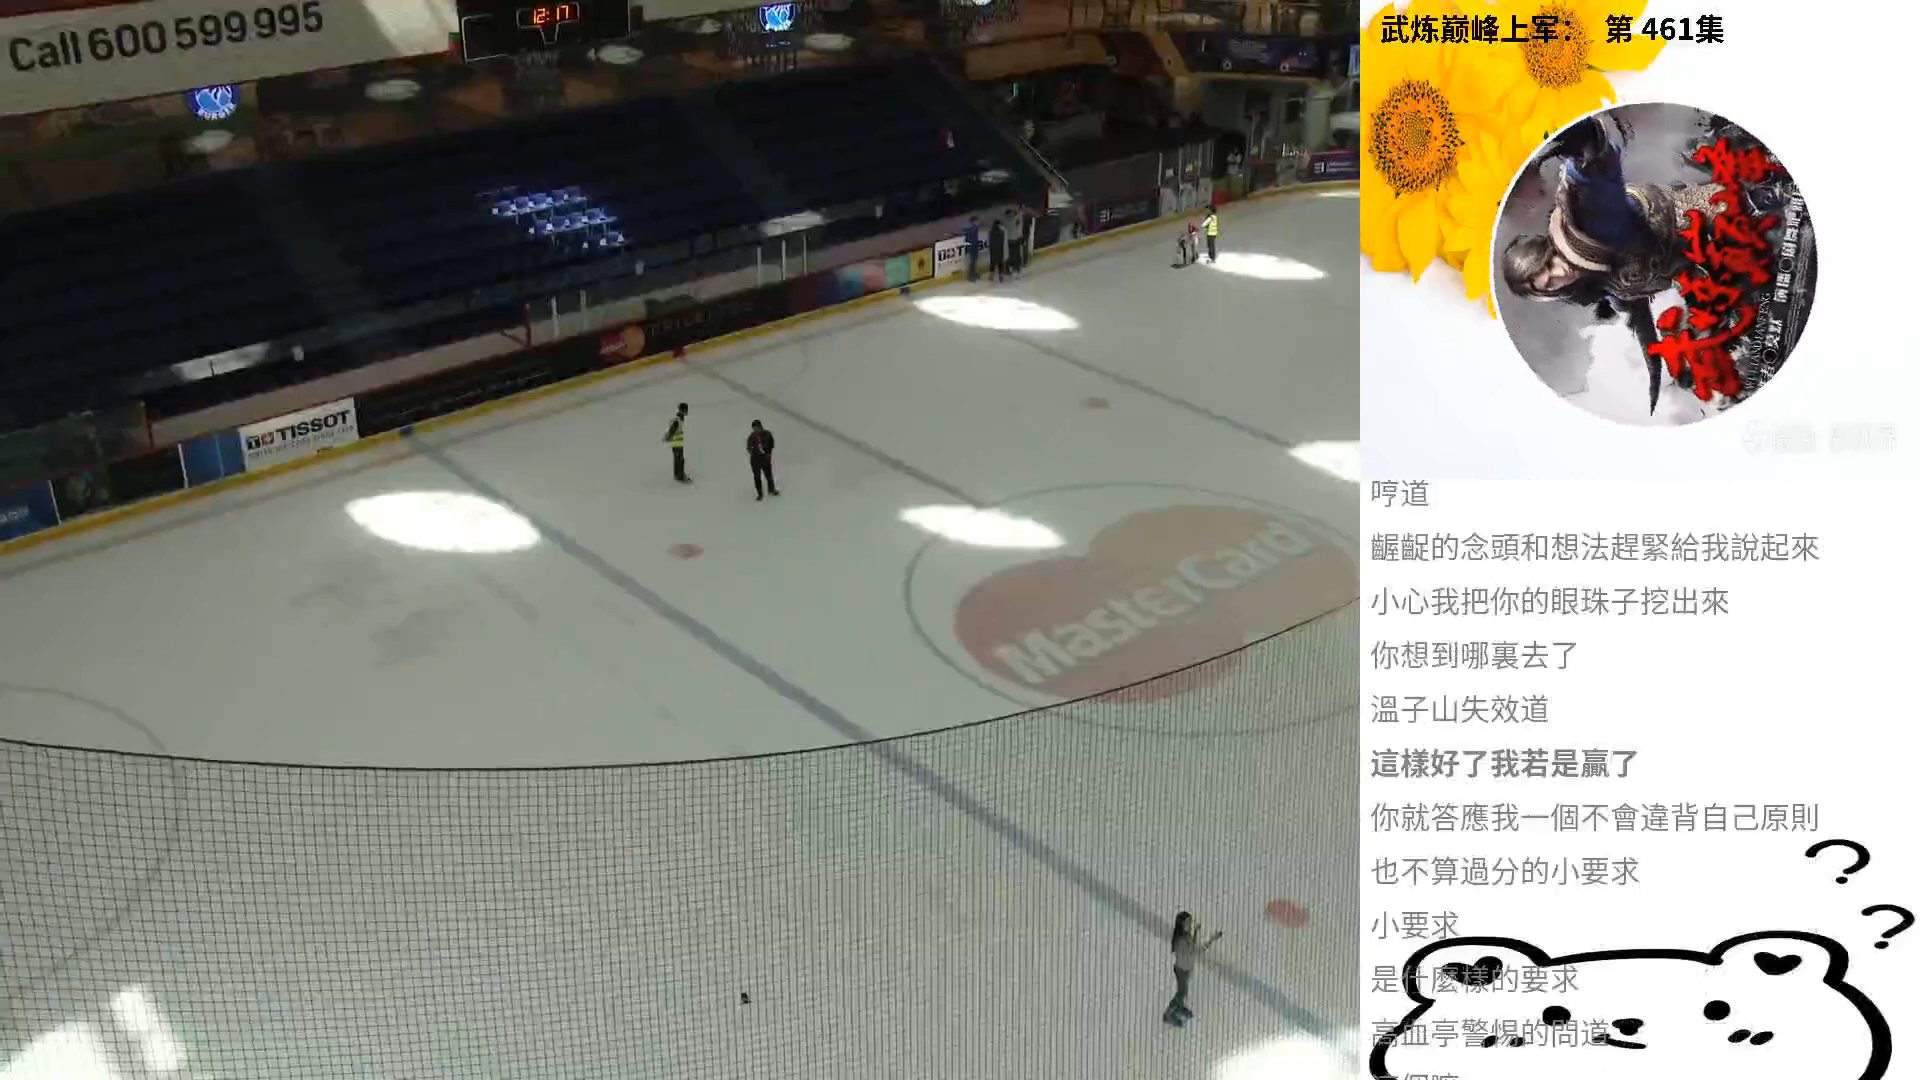 Call 600 599 995
12:17
TISSOT
MasterCard
武炼巅峰上军： 第 461集
哼道
齷齪的念頭和想法趕緊給我說起來
小心我把你的眼珠子挖出來
你想到哪裏去了
溫子山失效道
這樣好了我若是贏了
你就答應我一個不會違背自己原則
也不算過分的小要求
小要求
是什麼樣的要求
高血亭警惕的問道